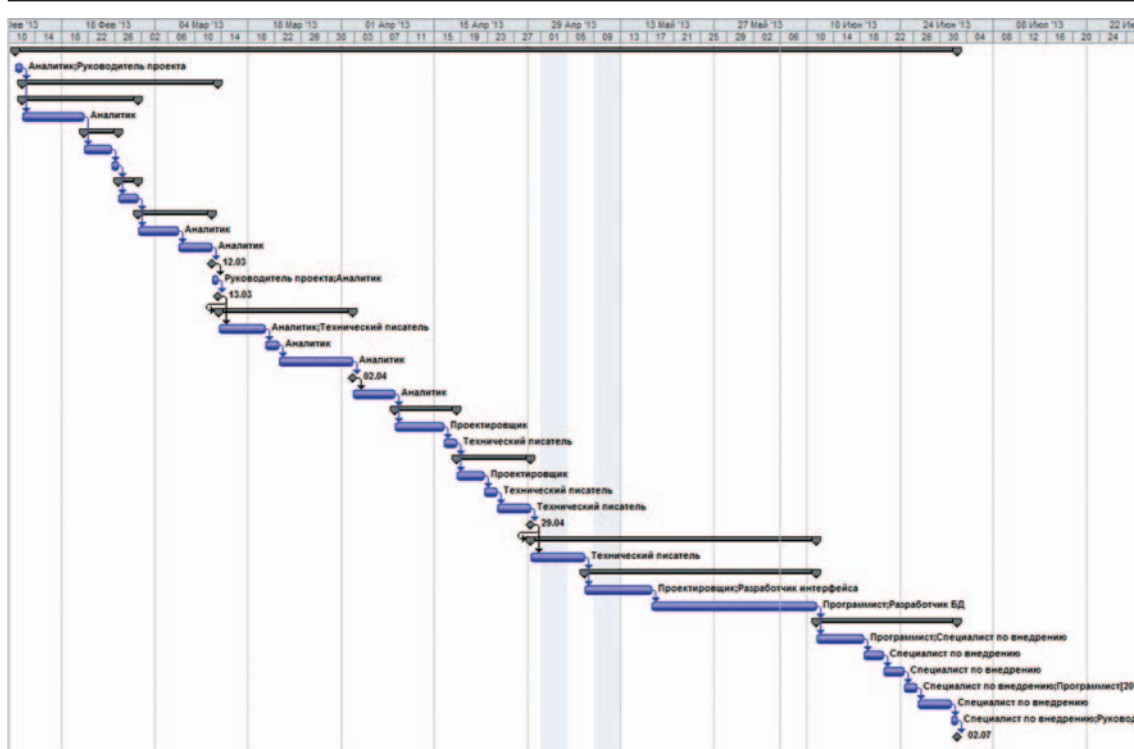 Фев '13 18 Фев '13 04 Мар '13 18 Мар '13 01 Апр '13 15 Апр '13 29 Апр '13 13 Май '13 27 Май '13 10 Июн '13 24 Июн '13 08 Июл '13 22 Ию
10 14 18 22 26 02 06 10 14 18 22 26 30 03 07 11 15 19 23 27 01 05 09 13 17 21 25 29 02 06 10 14 18 22 26 30 04 08 12 16 20 24
Аналитик;Руководитель проекта
Аналитик
Аналитик
Аналитик
12.03
Руководитель проекта;Аналитик
13.03
Аналитик;Технический писатель
Аналитик
Аналитик
02.04
Аналитик
Проектировщик
Технический писатель
Проектировщик
Технический писатель
Технический писатель
29.04
Технический писатель
Проектировщик;Разработчик интерфейса
Программист;Разработчик БД
Программист;Специалист по внедрению
Специалист по внедрению
Специалист по внедрению
Специалист по внедрению;Программист[20
Специалист по внедрению
Специалист по внедрению;Руковод
02.07